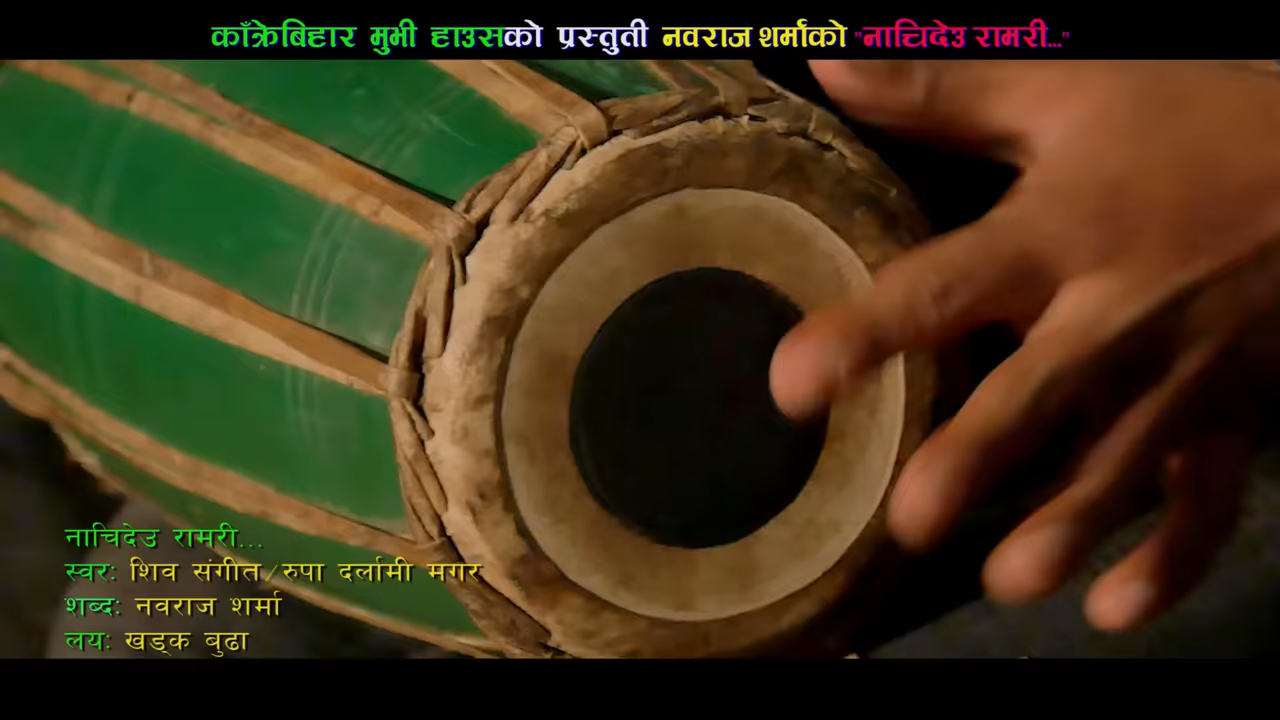 काँक्रेबिहार मुभी हाउसको प्रस्तुती नवराज शर्माको "नाचिदेउ रामरी..."
नाचिदेउ रामरी...
स्वर: शिव संगीत/रुपा दर्लामी मगर
शब्द: नवराज शर्मा
लय: खड्क बुढा